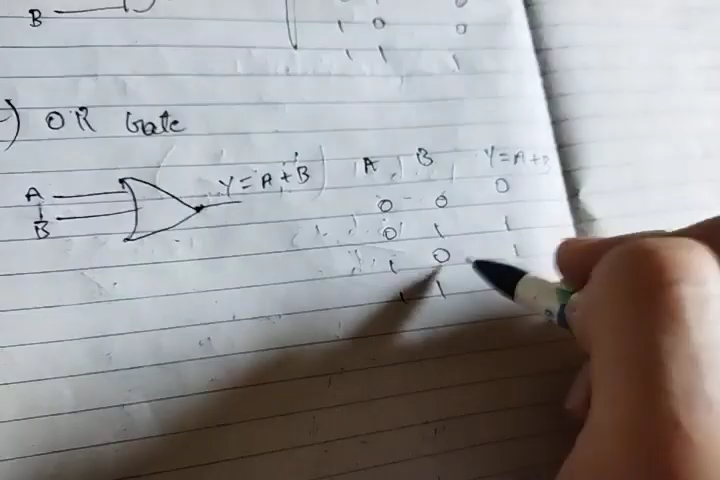 B 0
1 0 0
1 1 1
) OR Gate
A B Y=A+B
A Y=A+B 0 0 0
B 0 1 1
1 0 1
1 1